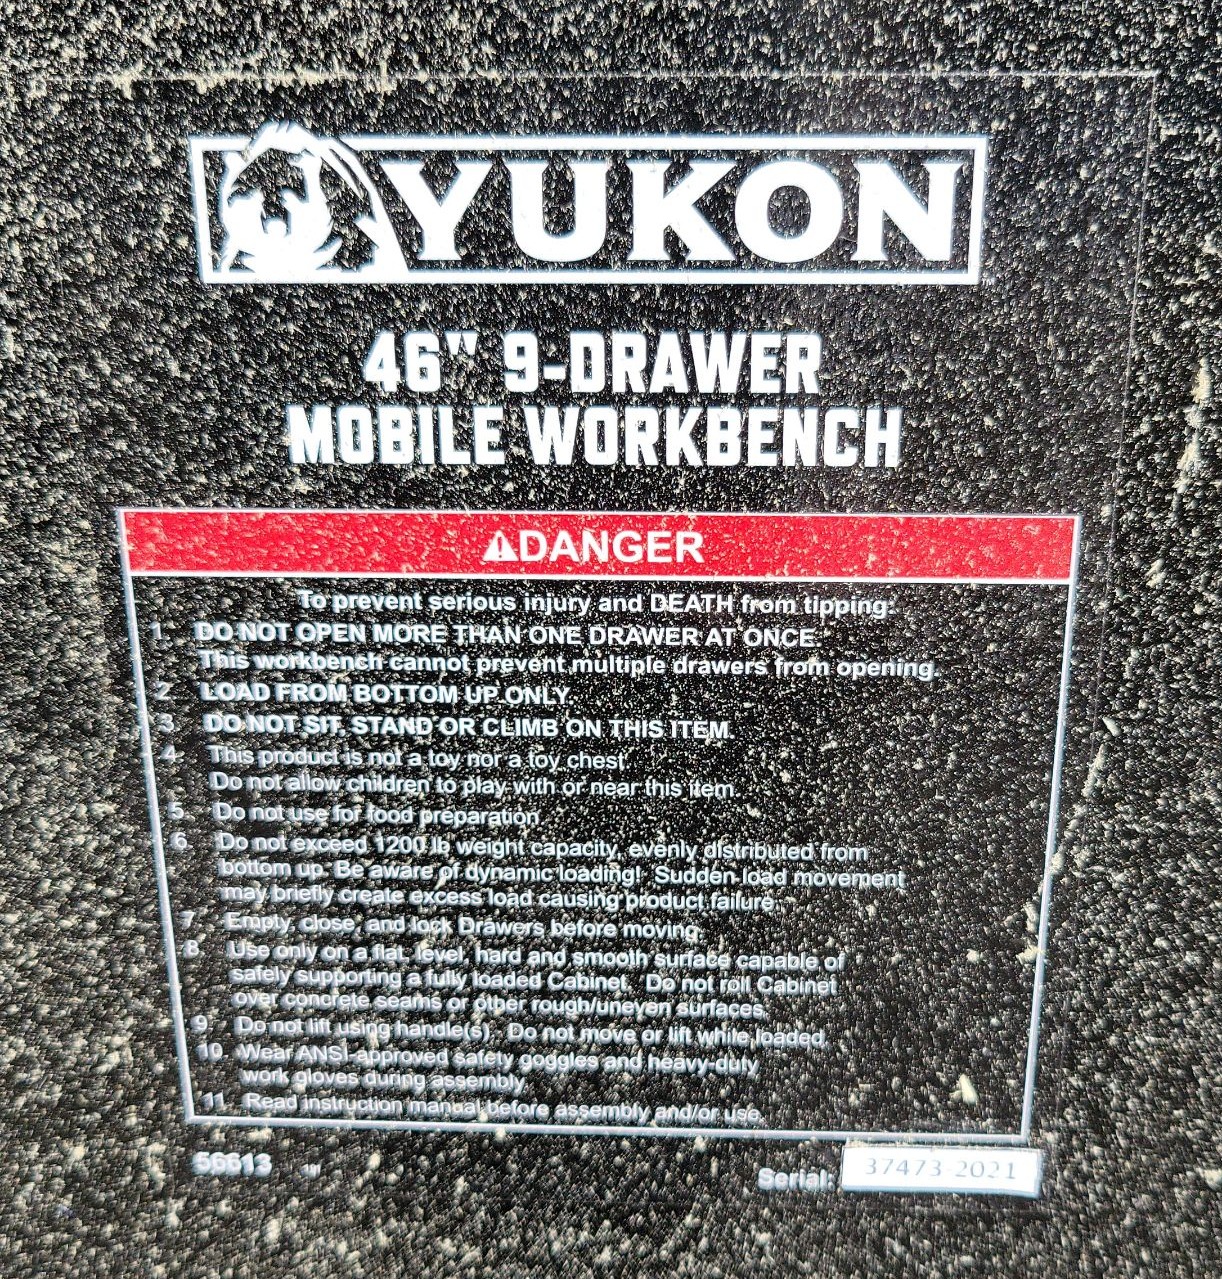 YUKON
46" 9-DRAWER
MOBILE WORKBENCH
DANGER
To prevent serious injury and DEATH from tipping:
1. DO NOT OPEN MORE THAN ONE DRAWER AT ONCE.
This workbench cannot prevent multiple drawers from opening.
2. LOAD FROM BOTTOM UP ONLY.
3. DO NOT SIT, STAND OR CLIMB ON THIS ITEM.
4. This product is not a toy nor a toy chest.
Do not allow children to play with or near this item.
5. Do not use for food preparation.
6. Do not exceed 1200 lb weight capacity, evenly distributed from
bottom up. Be aware of dynamic loading! Sudden load movement
may briefly create excess load causing product failure.
7. Empty, close, and lock Drawers before moving.
8. Use only on a flat, level, hard and smooth surface capable of
safely supporting a fully loaded Cabinet. Do not roll Cabinet
over concrete seams or other rough/uneven surfaces.
9. Do not lift using handle(s). Do not move or lift while loaded.
10. Wear ANSI-approved safety goggles and heavy-duty
work gloves during assembly.
11. Read instruction manual before assembly and/or use.
56613
Serial: 37473-2021